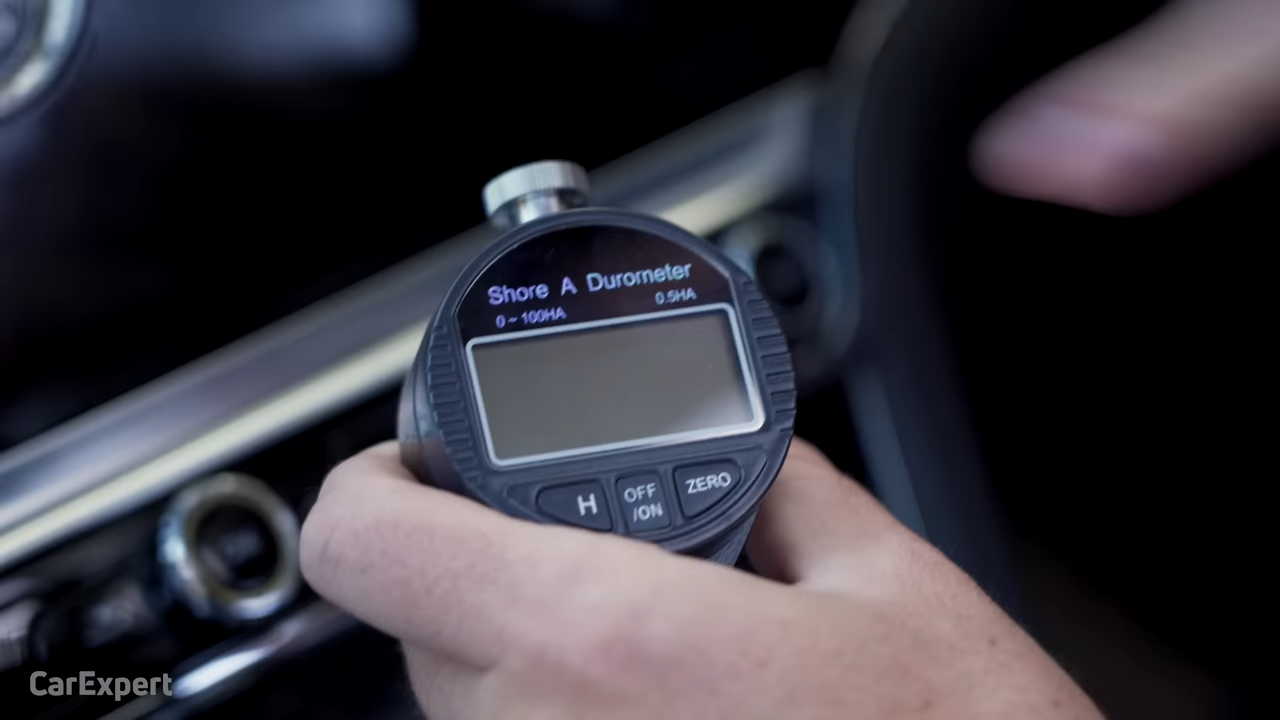 Shore A Durometer
0 ~ 100HA
0.5HA
H
OFF
/ON
ZERO
CarExpert